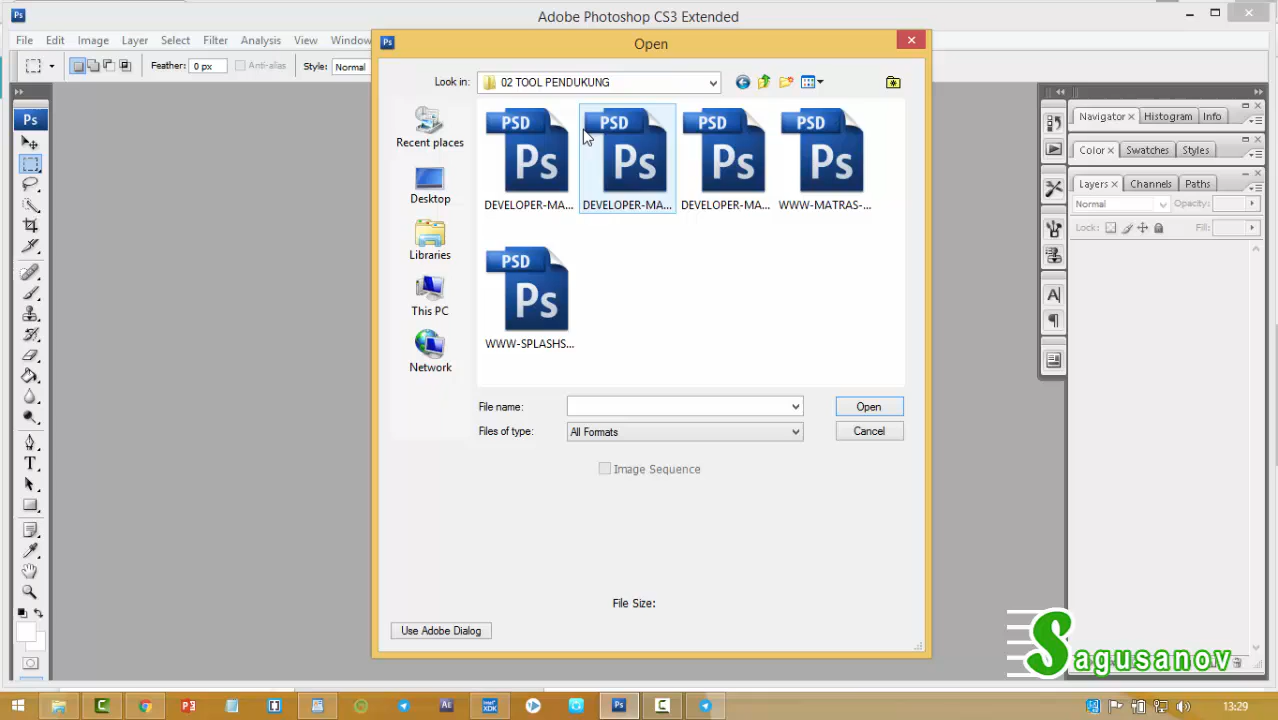 Ps
Adobe Photoshop CS3 Extended
File Edit Image Layer Select Filter Analysis View Window
Feather: 0 px Anti-alias Style: Normal
Ps
Open
Look in: 02 TOOL PENDUKUNG
Ps
Recent places
Desktop
Libraries
This PC
Network
PSD PSD PSD PSD
Ps Ps Ps Ps
DEVELOPER-MA... DEVELOPER-MA... DEVELOPER-MA... WWW-MATRAS-...
PSD
Ps
WWW-SPLASHS...
File name: Open
Files of type: All Formats Cancel
Image Sequence
File Size:
Use Adobe Dialog
Navigator × Histogram Info
Color × Swatches Styles
Layers × Channels Paths
Normal Opacity:
Lock: Fill:
Sagusanov
13:29